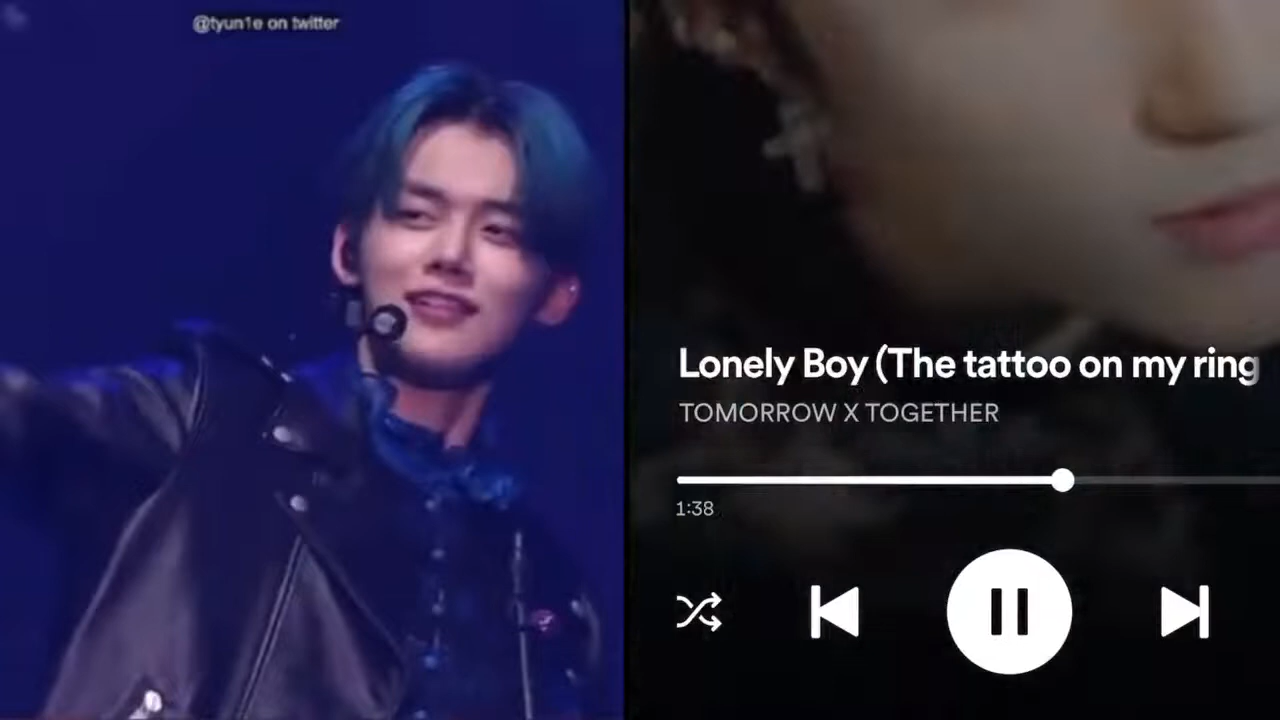 @tyun1e on twitter
Lonely Boy (The tattoo on my ring
TOMORROW X TOGETHER
1:38